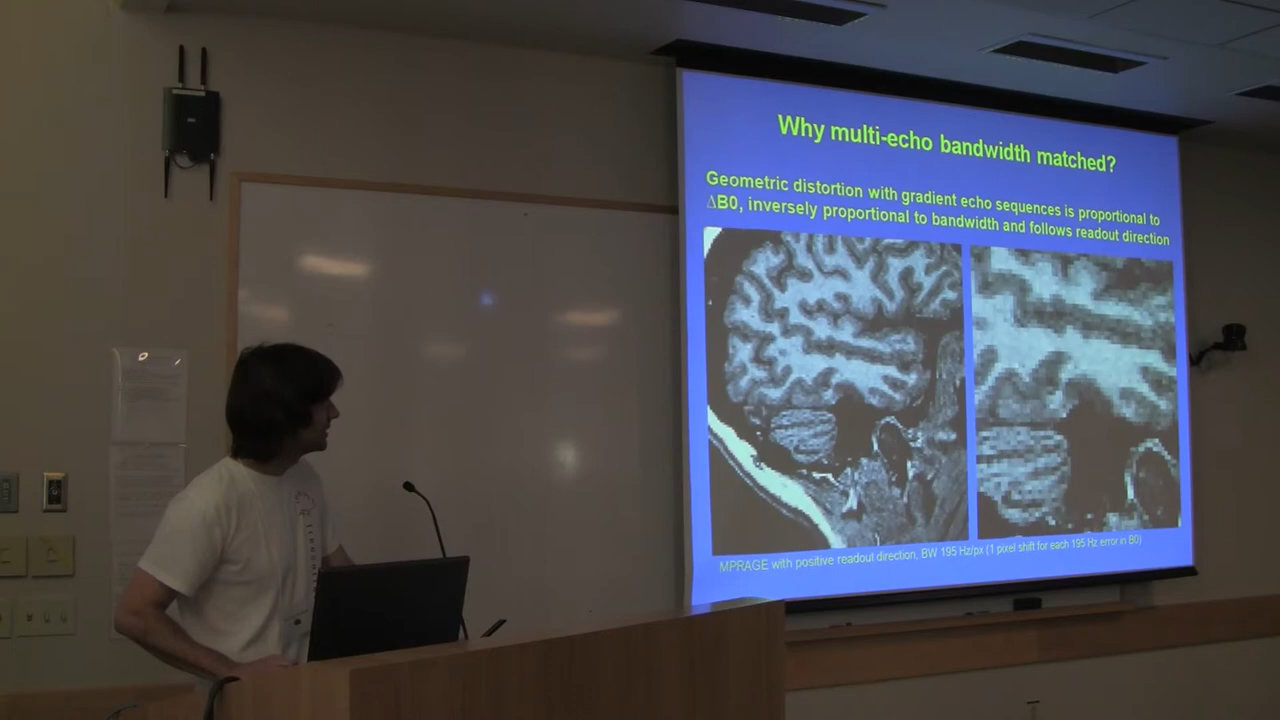 Why multi-echo bandwidth matched?
Geometric distortion with gradient echo sequences is proportional to
ΔB0, inversely proportional to bandwidth and follows readout direction
MPRAGE with positive readout direction, BW 195 Hz/px (1 pixel shift for each 195 Hz error in B0)